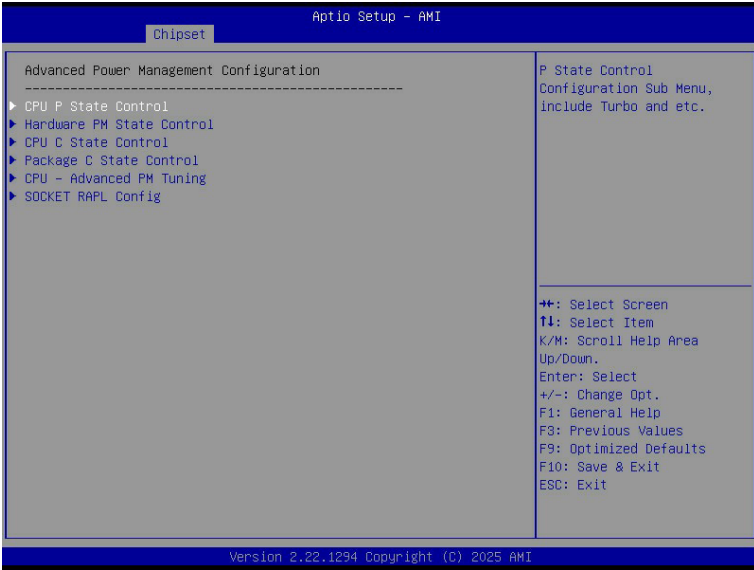 Aptio Setup – AMI
Chipset
Advanced Power Management Configuration
------------------------------------------------------
▶ CPU P State Control
▶ Hardware PM State Control
▶ CPU C State Control
▶ Package C State Control
▶ CPU – Advanced PM Tuning
▶ SOCKET RAPL Config
P State Control
Configuration Sub Menu,
include Turbo and etc.
→←: Select Screen
↑↓: Select Item
K/M: Scroll Help Area
Up/Down.
Enter: Select
+/-: Change Opt.
F1: General Help
F3: Previous Values
F9: Optimized Defaults
F10: Save & Exit
ESC: Exit
Version 2.22.1294 Copyright (C) 2025 AMI